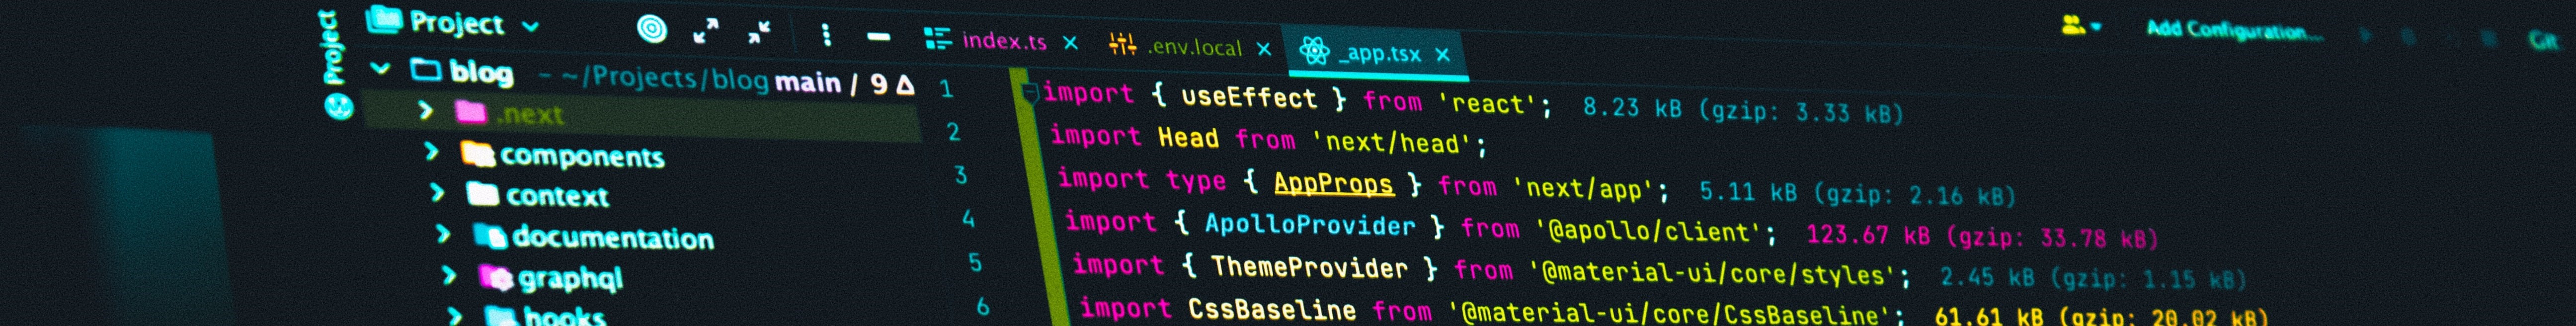 Project
Project
index.ts
.env.local
_app.tsx
Add Configuration...
Git
blog ~/Projects/blog main / 9 Δ
.next
components
context
documentation
graphql
hooks
1 import { useEffect } from 'react'; 8.23 kB (gzip: 3.33 kB)
2 import Head from 'next/head';
3 import type { AppProps } from 'next/app'; 5.11 kB (gzip: 2.16 kB)
4 import { ApolloProvider } from '@apollo/client'; 123.67 kB (gzip: 33.78 kB)
5 import { ThemeProvider } from '@material-ui/core/styles'; 2.45 kB (gzip: 1.15 kB)
6 import CssBaseline from '@material-ui/core/CssBaseline'; 61.61 kB (gzip: 20.02 kB)